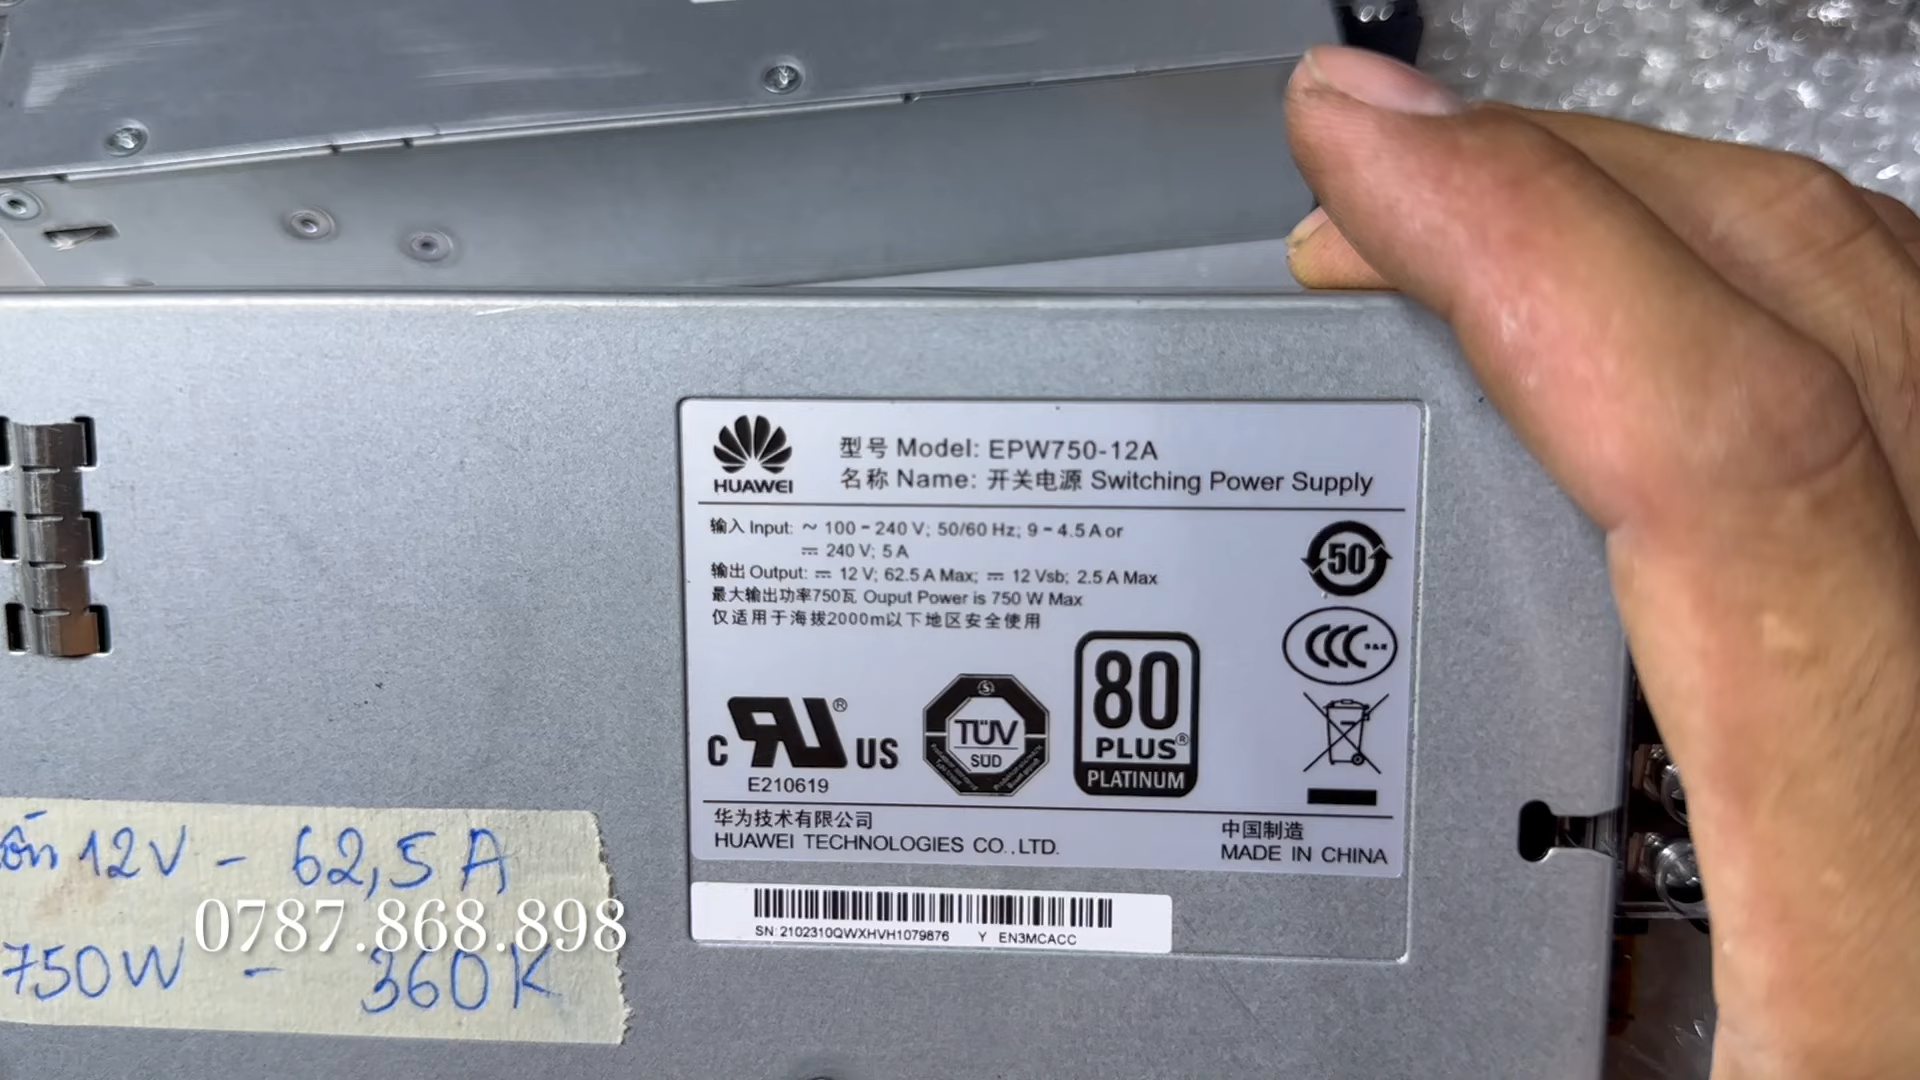 HUAWEI
型号 Model: EPW750-12A
名称 Name: 开关电源 Switching Power Supply
输入 Input: ~ 100-240 V; 50/60 Hz; 9-4.5 A or
⎓ 240 V; 5 A
输出 Output: ⎓ 12 V; 62.5 A Max; ⎓ 12 Vsb; 2.5 A Max
最大输出功率750瓦 Ouput Power is 750 W Max
仅适用于海拔2000m以下地区安全使用
50
CCC
S&E
C RU® US
E210619
TÜV
SÜD
80
PLUS®
PLATINUM
华为技术有限公司
HUAWEI TECHNOLOGIES CO.,LTD.
中国制造
MADE IN CHINA
SN:2102310QWXHVH1079876 Y EN3MCACC
12V - 62,5A
750W - 360K
0787.868.898